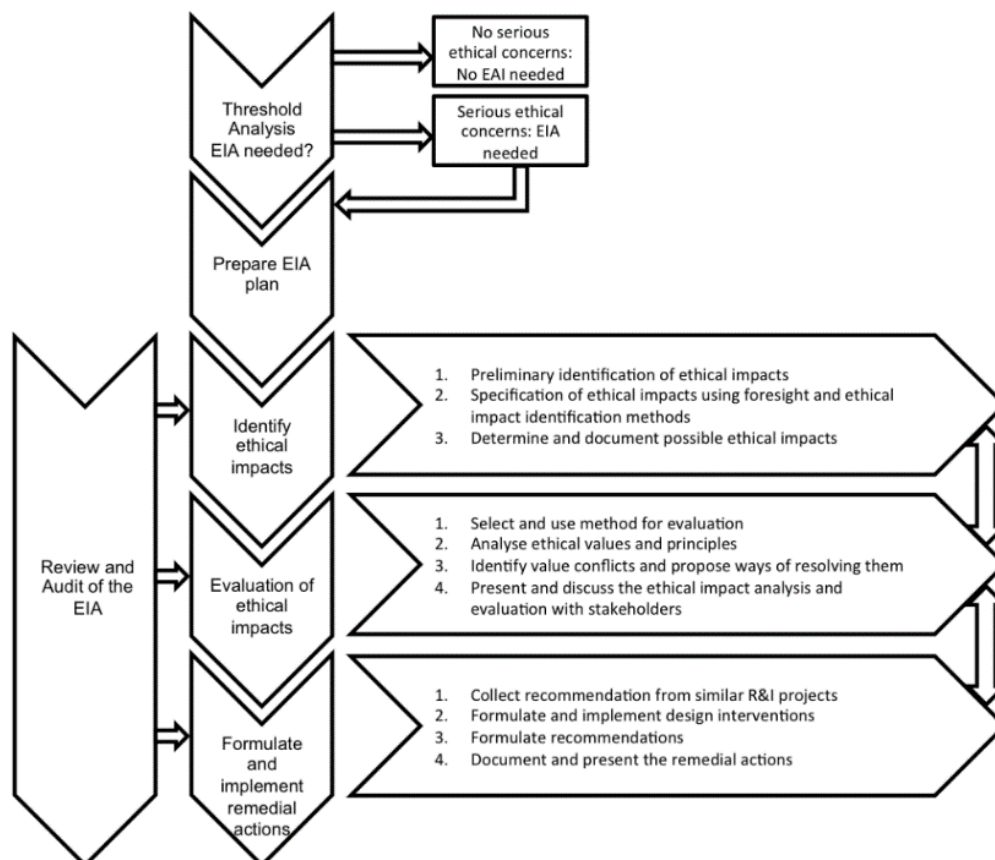 No serious
ethical concerns:
No EAI needed
Threshold
Analysis
EIA needed?
Serious ethical
concerns: EIA
needed
Prepare EIA
plan
Review and
Audit of the
EIA
Identify
ethical
impacts
1. Preliminary identification of ethical impacts
2. Specification of ethical impacts using foresight and ethical
impact identification methods
3. Determine and document possible ethical impacts
Evaluation of
ethical
impacts
1. Select and use method for evaluation
2. Analyse ethical values and principles
3. Identify value conflicts and propose ways of resolving them
4. Present and discuss the ethical impact analysis and
evaluation with stakeholders
Formulate
and
implement
remedial
actions
1. Collect recommendation from similar R&I projects
2. Formulate and implement design interventions
3. Formulate recommendations
4. Document and present the remedial actions